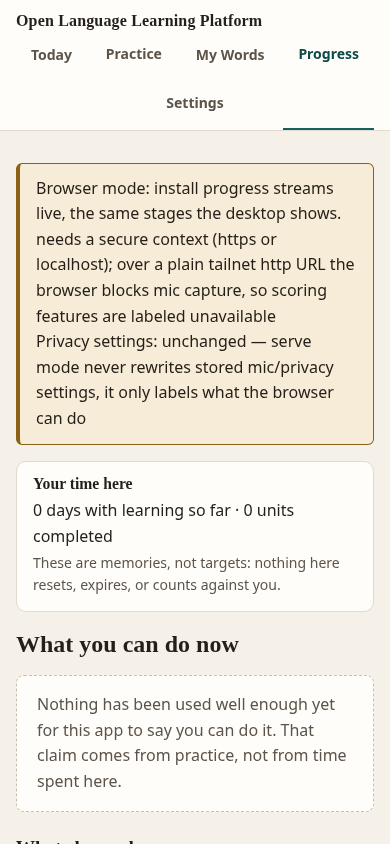 Open Language Learning Platform
Today
Practice
My Words
Progress
Settings
Browser mode: install progress streams
live, the same stages the desktop shows.
needs a secure context (https or
localhost); over a plain tailnet http URL the
browser blocks mic capture, so scoring
features are labeled unavailable
Privacy settings: unchanged — serve
mode never rewrites stored mic/privacy
settings, it only labels what the browser
can do
Your time here
0 days with learning so far · 0 units
completed
These are memories, not targets: nothing here
resets, expires, or counts against you.
What you can do now
Nothing has been used well enough yet
for this app to say you can do it. That
claim comes from practice, not from time
spent here.